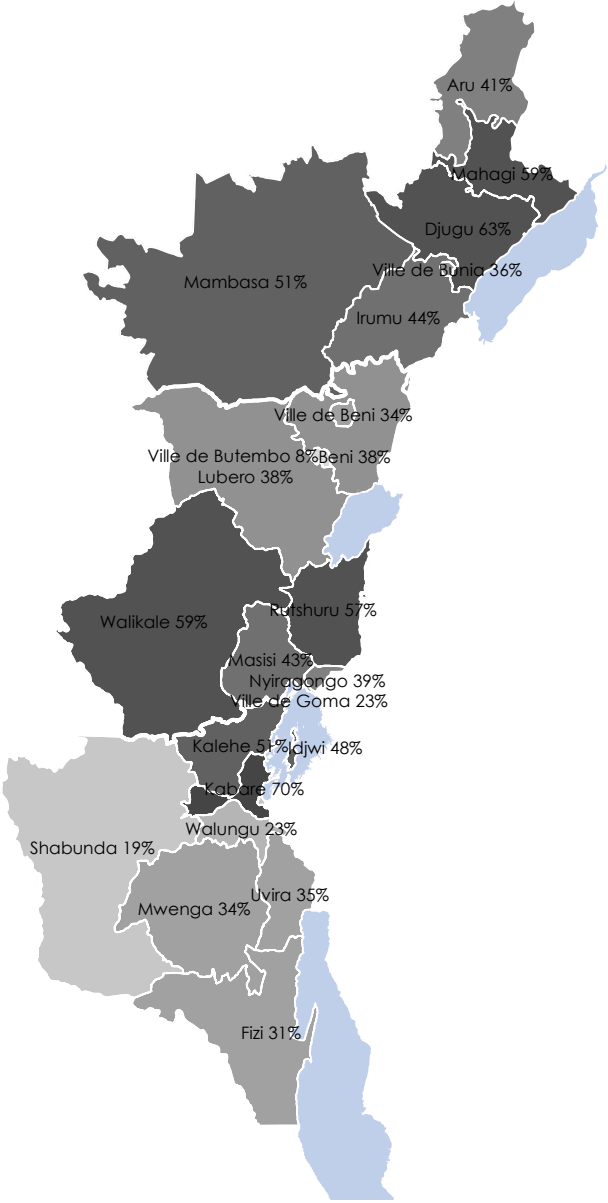 Aru 41%
Mahagi 59%
Djugu 63%
Ville de Bunia 36%
Mambasa 51%
Irumu 44%
Ville de Beni 34%
Ville de Butembo 8%
Beni 38%
Lubero 38%
Rutshuru 57%
Walikale 59%
Masisi 43%
Nyiragongo 39%
Ville de Goma 23%
Kalehe 51%
Idjwi 48%
Kabare 70%
Walungu 23%
Shabunda 19%
Uvira 35%
Mwenga 34%
Fizi 31%